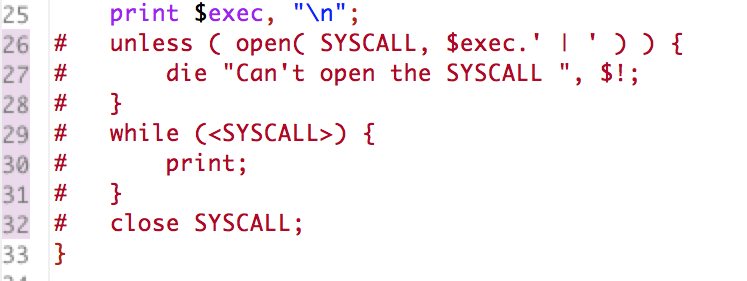 25 print $exec, "\n";
26 # unless ( open( SYSCALL, $exec.' | ' ) ) {
27 # die "Can't open the SYSCALL ", $!;
28 # }
29 # while (<SYSCALL>) {
30 # print;
31 # }
32 # close SYSCALL;
33 }